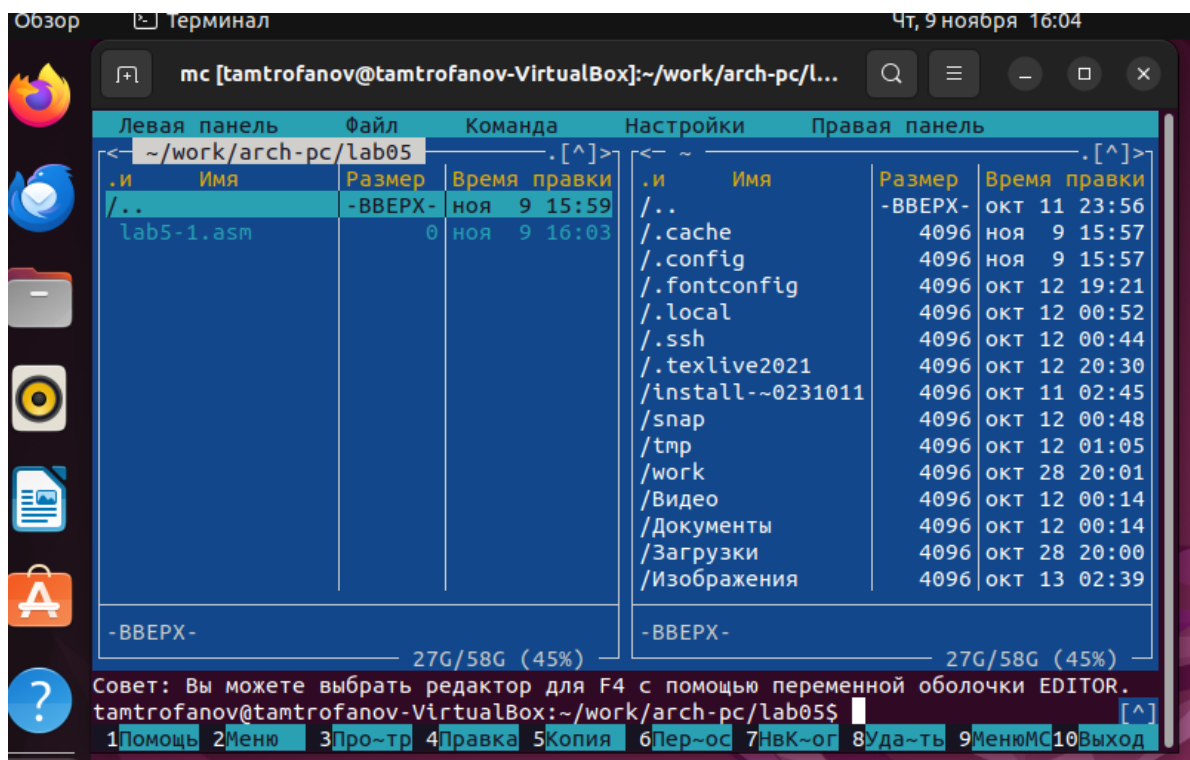 Обзор Терминал Чт, 9 ноября 16:04
mc [tamtrofanov@tamtrofanov-VirtualBox]:~/work/arch-pc/l...
Левая панель Файл Команда Настройки Правая панель
<─ ~/work/arch-pc/lab05 .[^]> <─ ~ .[^]>
.и Имя Размер Время правки .и Имя Размер Время правки
/.. -ВВЕРХ- ноя 9 15:59 /.. -ВВЕРХ- окт 11 23:56
lab5-1.asm 0 ноя 9 16:03 /.cache 4096 ноя 9 15:57
/.config 4096 ноя 9 15:57
/.fontconfig 4096 окт 12 19:21
/.local 4096 окт 12 00:52
/.ssh 4096 окт 12 00:44
/.texlive2021 4096 окт 12 20:30
/install-~0231011 4096 окт 11 02:45
/snap 4096 окт 12 00:48
/tmp 4096 окт 12 01:05
/work 4096 окт 28 20:01
/Видео 4096 окт 12 00:14
/Документы 4096 окт 12 00:14
/Загрузки 4096 окт 28 20:00
/Изображения 4096 окт 13 02:39
-ВВЕРХ- -ВВЕРХ-
27G/58G (45%) 27G/58G (45%)
Совет: Вы можете выбрать редактор для F4 с помощью переменной оболочки EDITOR.
tamtrofanov@tamtrofanov-VirtualBox:~/work/arch-pc/lab05$ [^]
1Помощь 2Меню 3Про~тр 4Правка 5Копия 6Пер~ос 7НвК~ог 8Уда~ть 9МенюMC 10Выход